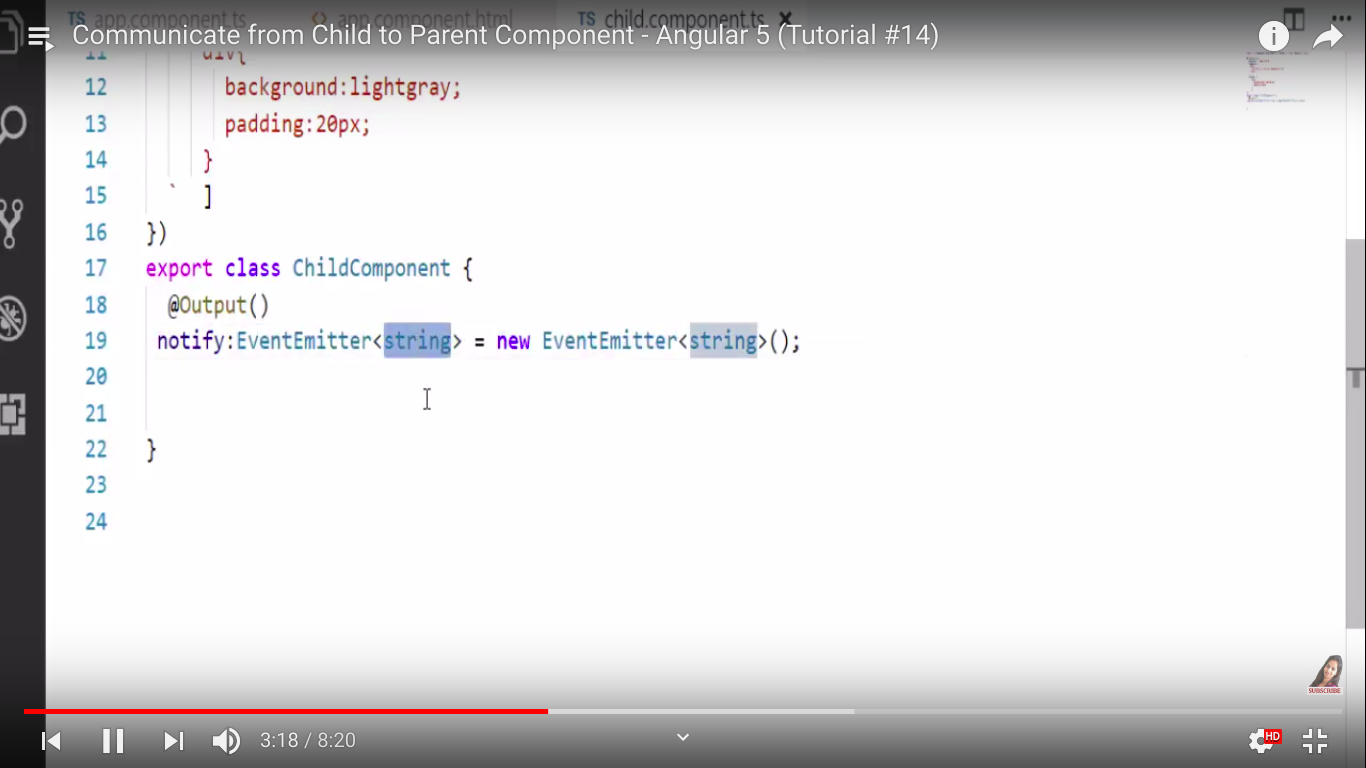 TS app.component.ts <> app.component.html TS child.component.ts ×
Communicate from Child to Parent Component - Angular 5 (Tutorial #14)
11 div{
12 background:lightgray;
13 padding:20px;
14 }
15 ` ]
16 })
17 export class ChildComponent {
18 @Output()
19 notify:EventEmitter<string> = new EventEmitter<string>();
20
21
22 }
23
24
SUBSCRIBE
3:18 / 8:20
HD